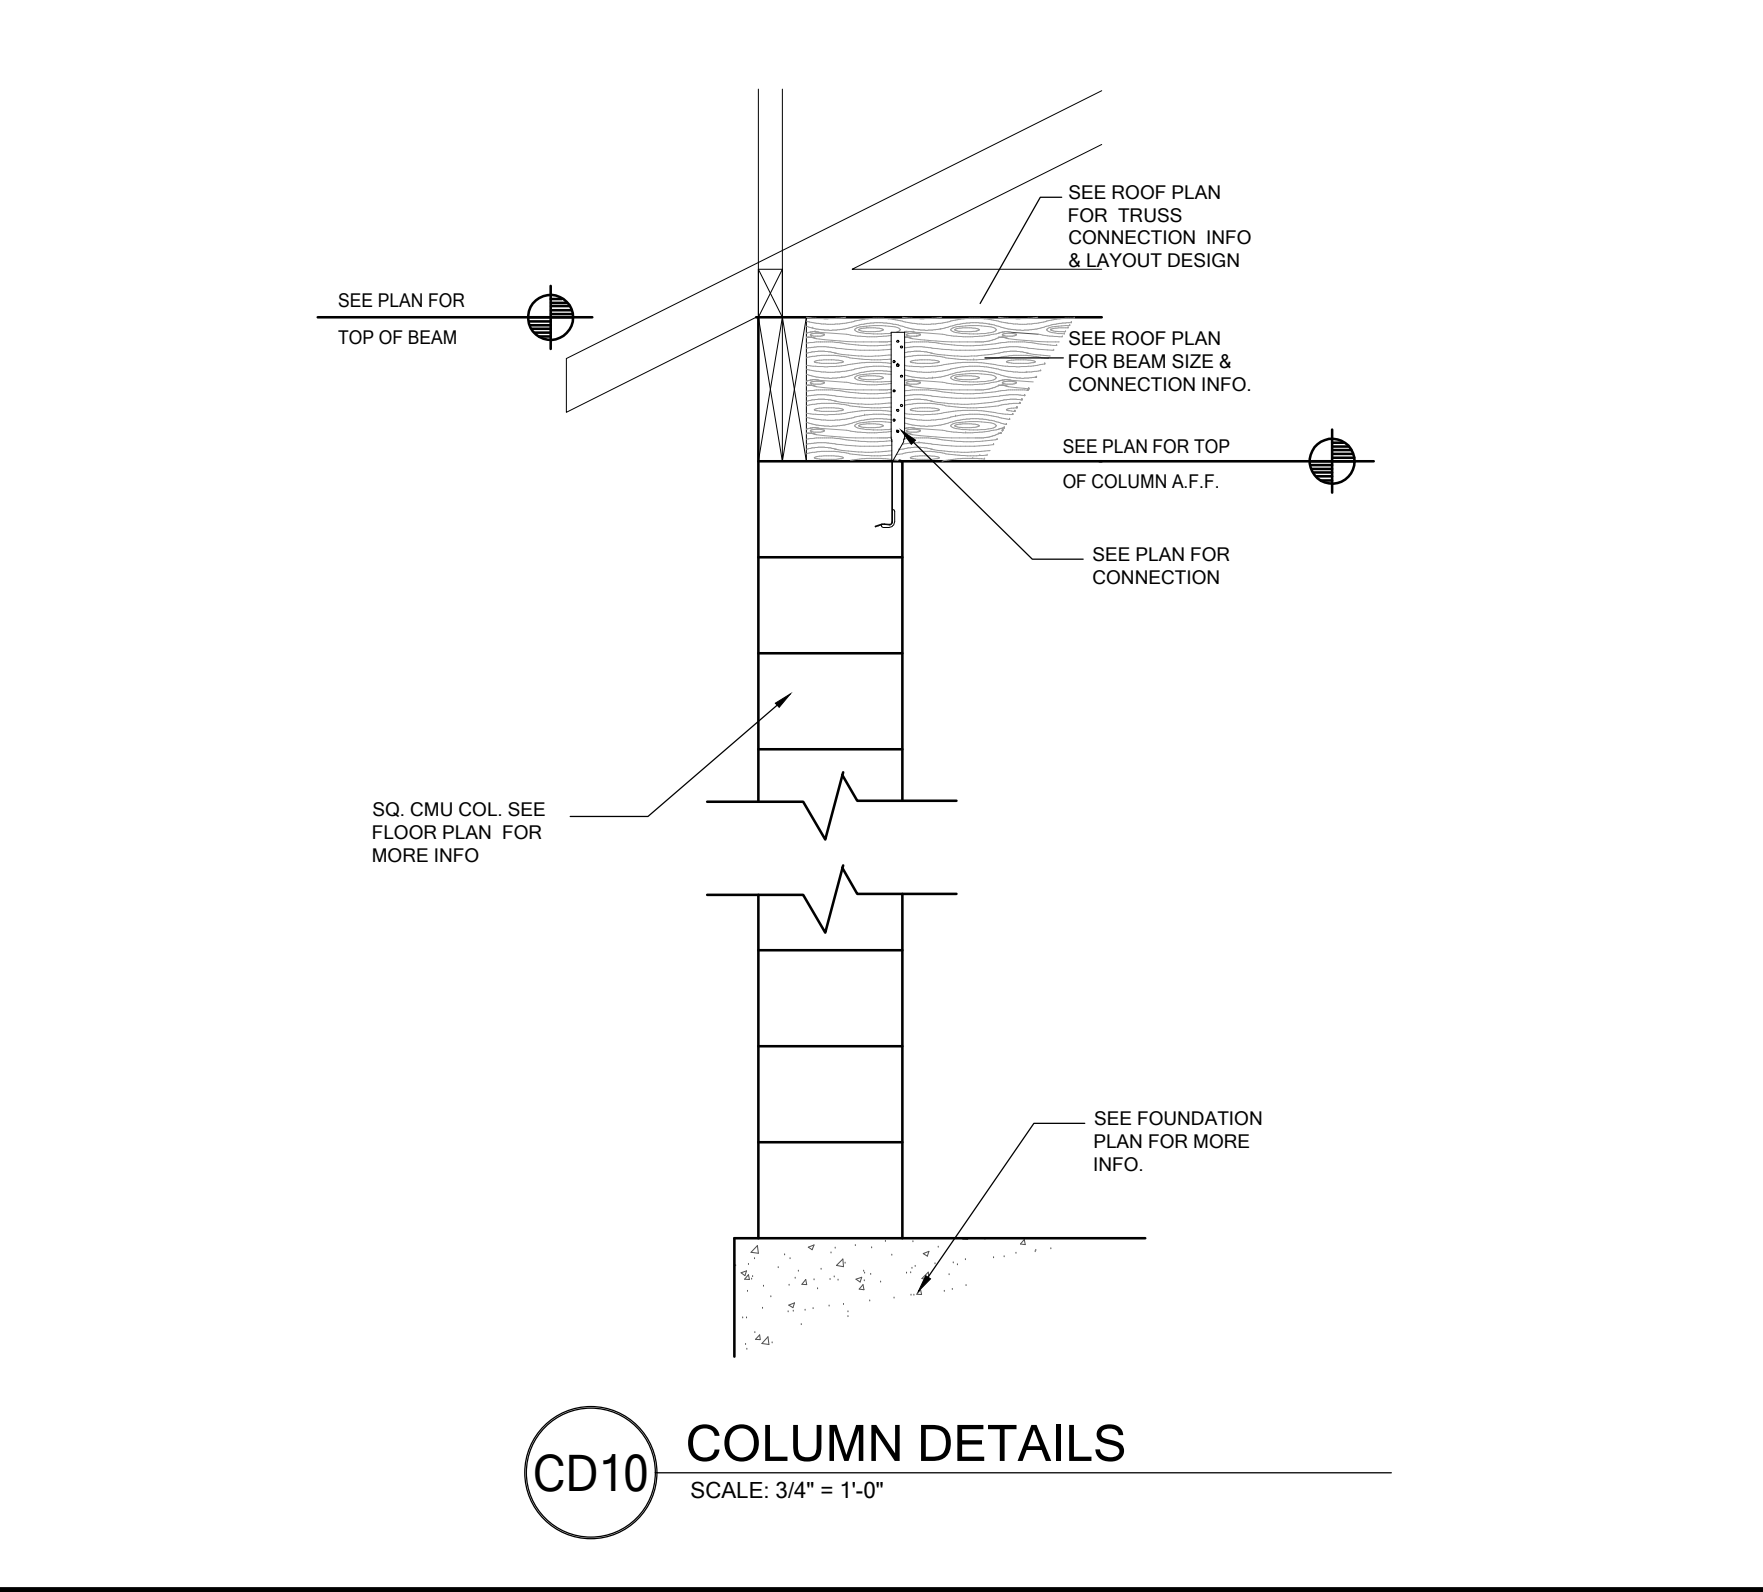 SEE ROOF PLAN
FOR TRUSS
CONNECTION INFO
& LAYOUT DESIGN
SEE PLAN FOR
TOP OF BEAM
SEE ROOF PLAN
FOR BEAM SIZE &
CONNECTION INFO.
SEE PLAN FOR TOP
OF COLUMN A.F.F.
SEE PLAN FOR
CONNECTION
SQ. CMU COL. SEE
FLOOR PLAN FOR
MORE INFO
SEE FOUNDATION
PLAN FOR MORE
INFO.
CD10
COLUMN DETAILS
SCALE: 3/4" = 1'-0"